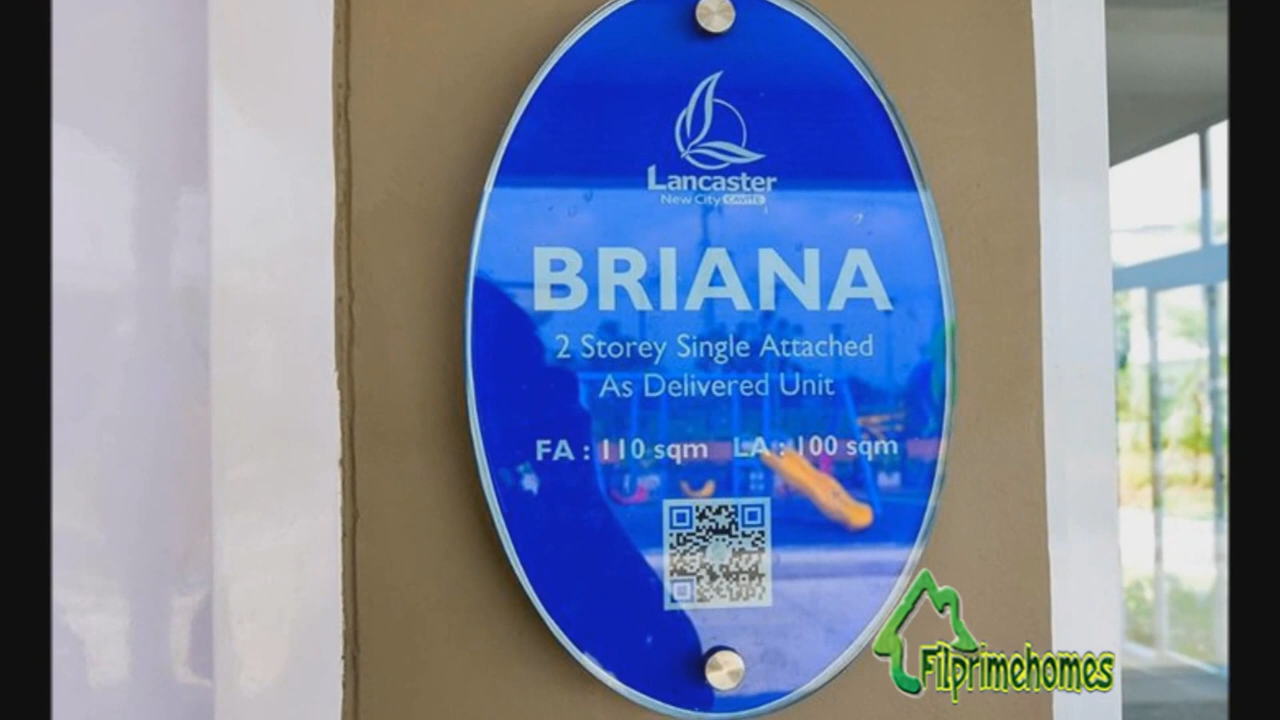 Lancaster
New City CAVITE
BRIANA
2 Storey Single Attached
As Delivered Unit
FA : 110 sqm LA : 100 sqm
Filprimehomes